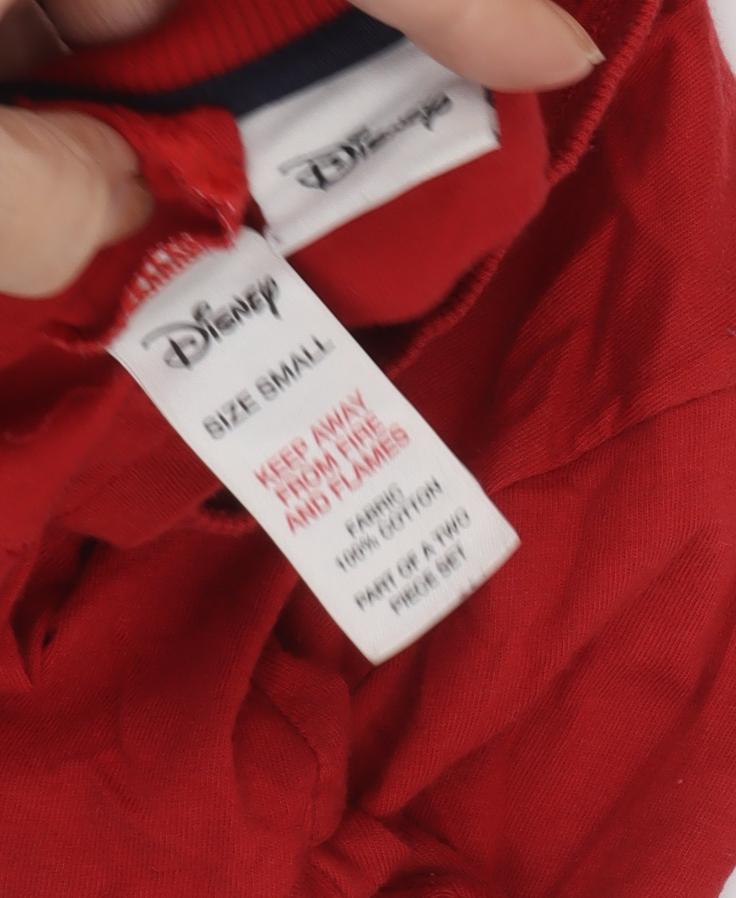 Disney
Disney
SIZE SMALL
KEEP AWAY
FROM FIRE
AND FLAMES
FABRIC
100% COTTON
PART OF A TWO
PIECE SET